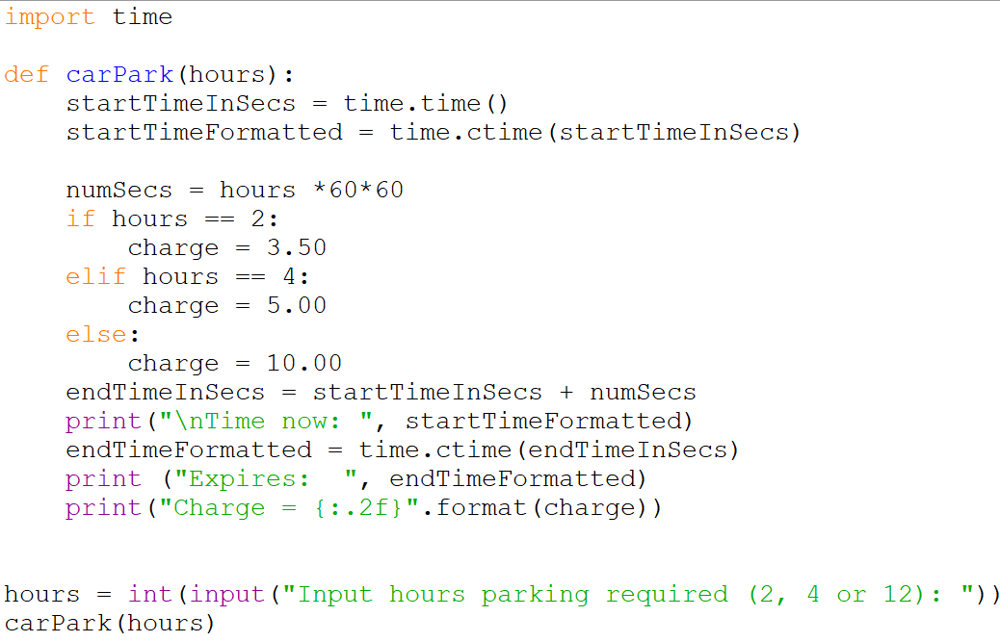 import time

def carPark(hours):
    startTimeInSecs = time.time()
    startTimeFormatted = time.ctime(startTimeInSecs)

    numSecs = hours *60*60
    if hours == 2:
        charge = 3.50
    elif hours == 4:
        charge = 5.00
    else:
        charge = 10.00
    endTimeInSecs = startTimeInSecs + numSecs
    print("\nTime now: ", startTimeFormatted)
    endTimeFormatted = time.ctime(endTimeInSecs)
    print ("Expires:  ", endTimeFormatted)
    print("Charge = {:.2f}".format(charge))


hours = int(input("Input hours parking required (2, 4 or 12): "))
carPark(hours)